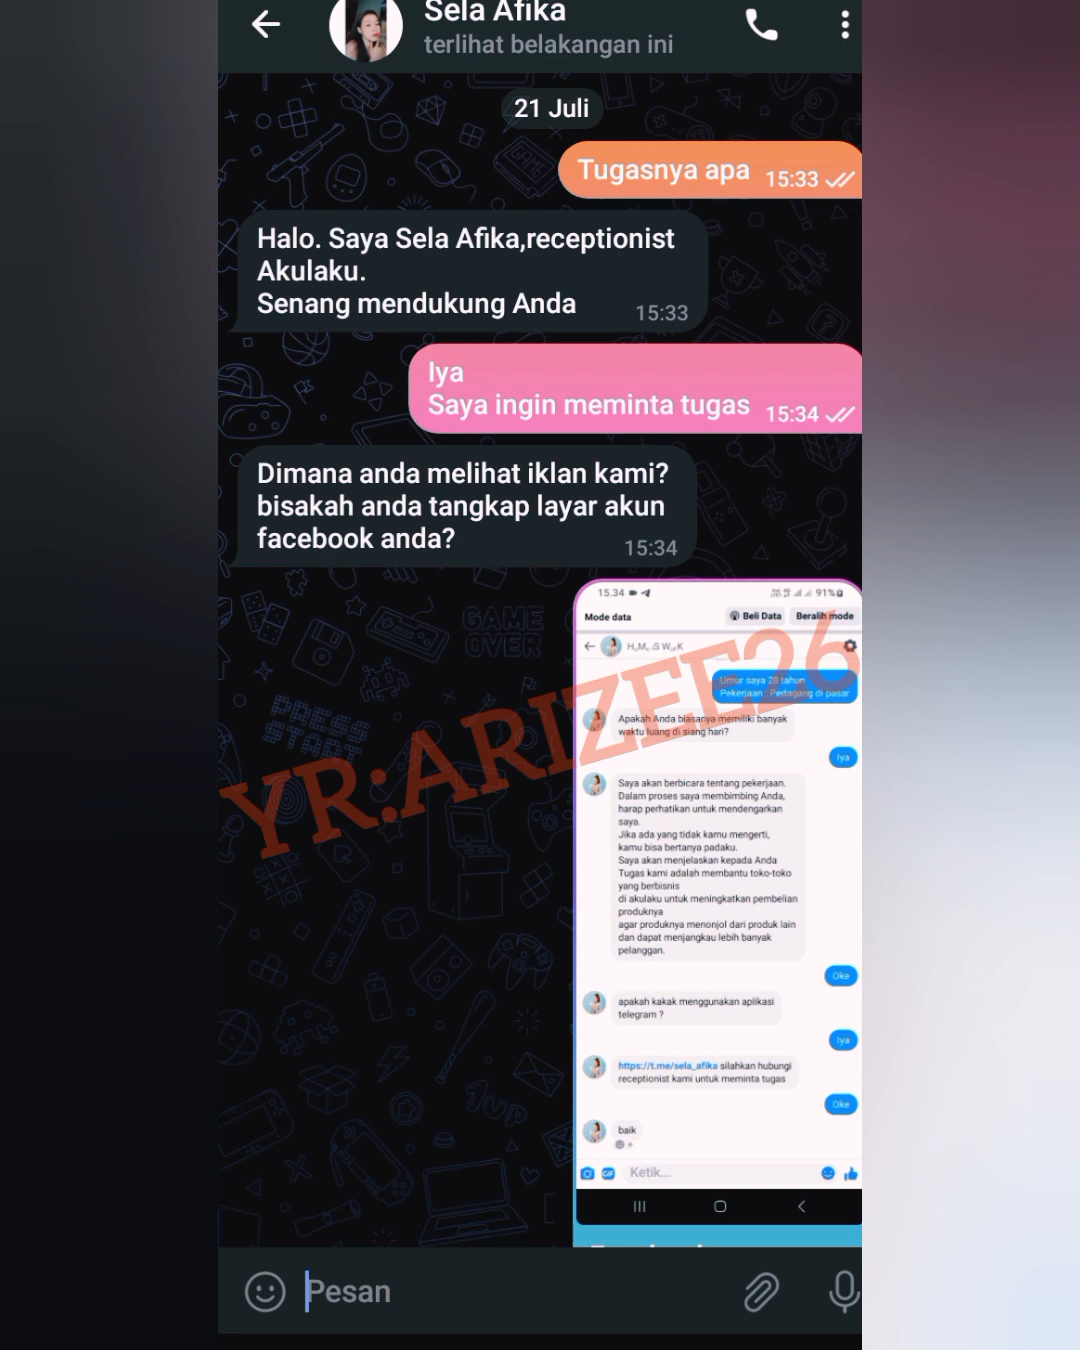 Sela Afika
terlihat belakangan ini
21 Juli
Tugasnya apa 15:33
Halo. Saya Sela Afika,receptionist
Akulaku.
Senang mendukung Anda 15:33
Iya
Saya ingin meminta tugas 15:34
Dimana anda melihat iklan kami?
bisakah anda tangkap layar akun
facebook anda? 15:34
GAME
OVER
PRESS
START
1UP
YR:ARIZEE26
15.34 91%
Mode data Beli Data Beralih mode
Umur saya 28 tahun
Pekerjaan : Pedagang di pasar
Apakah Anda biasanya memiliki banyak
waktu luang di siang hari?
Iya
Saya akan berbicara tentang pekerjaan.
Dalam proses saya membimbing Anda,
harap perhatikan untuk mendengarkan
saya.
Jika ada yang tidak kamu mengerti,
kamu bisa bertanya padaku.
Saya akan menjelaskan kepada Anda
Tugas kami adalah membantu toko-toko
yang berbisnis
di akulaku untuk meningkatkan pembelian
produknya
agar produknya menonjol dari produk lain
dan dapat menjangkau lebih banyak
pelanggan.
Oke
apakah kakak menggunakan aplikasi
telegram ?
Iya
https://t.me/sela_afika silahkan hubungi
receptionist kami untuk meminta tugas
Oke
baik
GIF Ketik...
Pesan